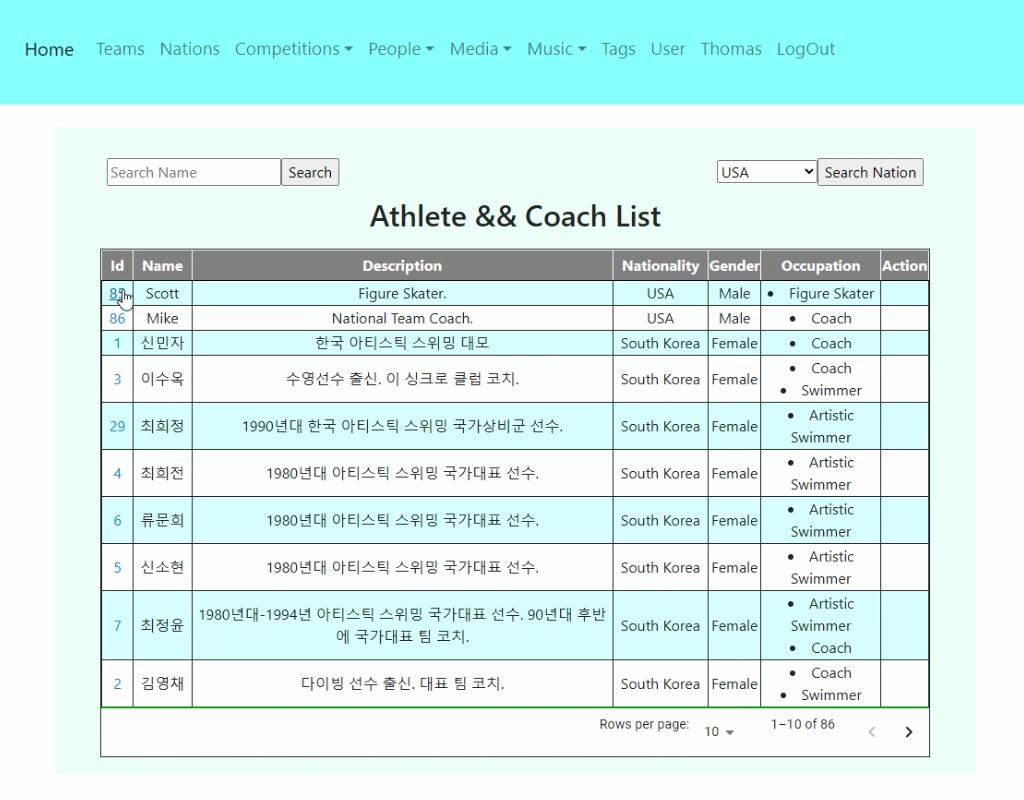 Home Teams Nations Competitions People Media Music Tags User Thomas LogOut
Search Name Search USA Search Nation
Athlete && Coach List
Id Name Description Nationality Gender Occupation Action
Scott Figure Skater. USA Male • Figure Skater
86 Mike National Team Coach. USA Male • Coach
1 신민자 한국 아티스틱 스위밍 대모 South Korea Female • Coach
3 이수옥 수영선수 출신. 이 싱크로 클럽 코치. South Korea Female • Coach
• Swimmer
29 최희정 1990년대 한국 아티스틱 스위밍 국가상비군 선수. South Korea Female • Artistic
Swimmer
4 최희전 1980년대 아티스틱 스위밍 국가대표 선수. South Korea Female • Artistic
Swimmer
6 류문희 1980년대 아티스틱 스위밍 국가대표 선수. South Korea Female • Artistic
Swimmer
5 신소현 1980년대 아티스틱 스위밍 국가대표 선수. South Korea Female • Artistic
Swimmer
7 최정윤 1980년대-1994년 아티스틱 스위밍 국가대표 선수. 90년대 후반
에 국가대표 팀 코치. South Korea Female • Artistic
Swimmer
• Coach
2 김영채 다이빙 선수 출신. 대표 팀 코치. South Korea Female • Coach
• Swimmer
Rows per page: 10 1–10 of 86